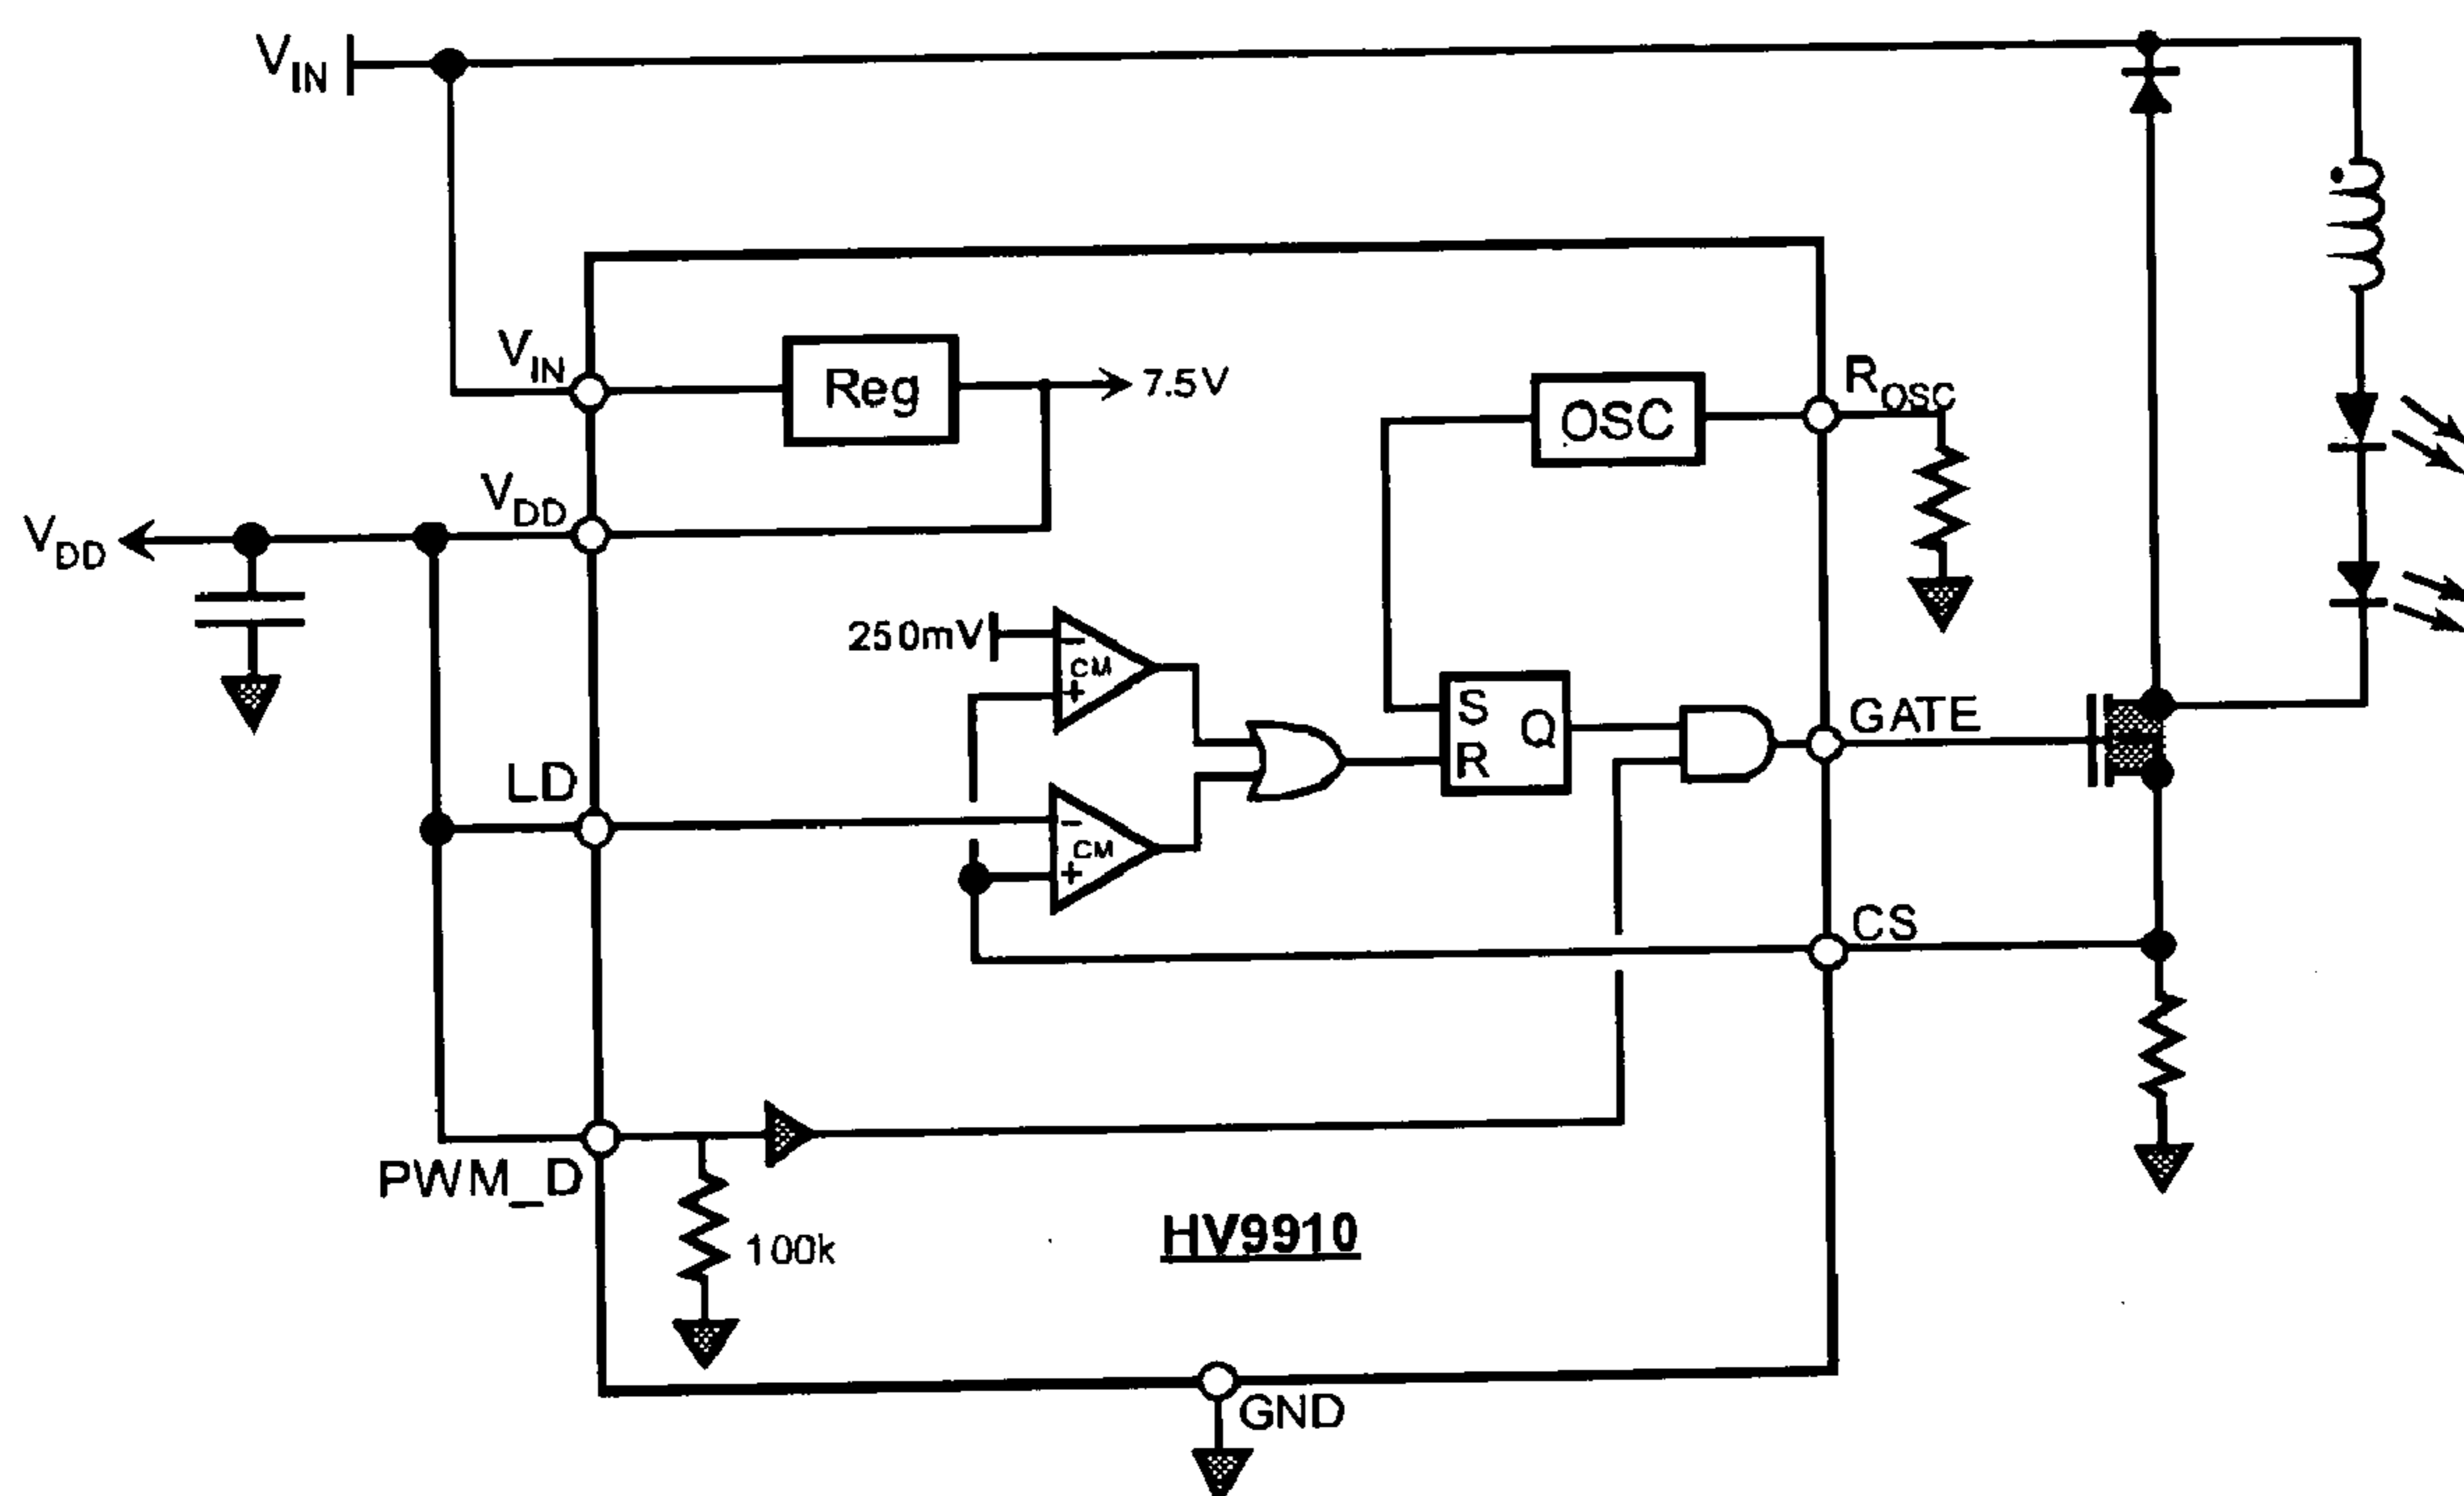 VIN
VIN
Reg
7.5V
OSC
ROSC
VDD
VDD
250mV
CM
S
Q
R
GATE
LD
CM
CS
PWM_D
100k
HV9910
GND